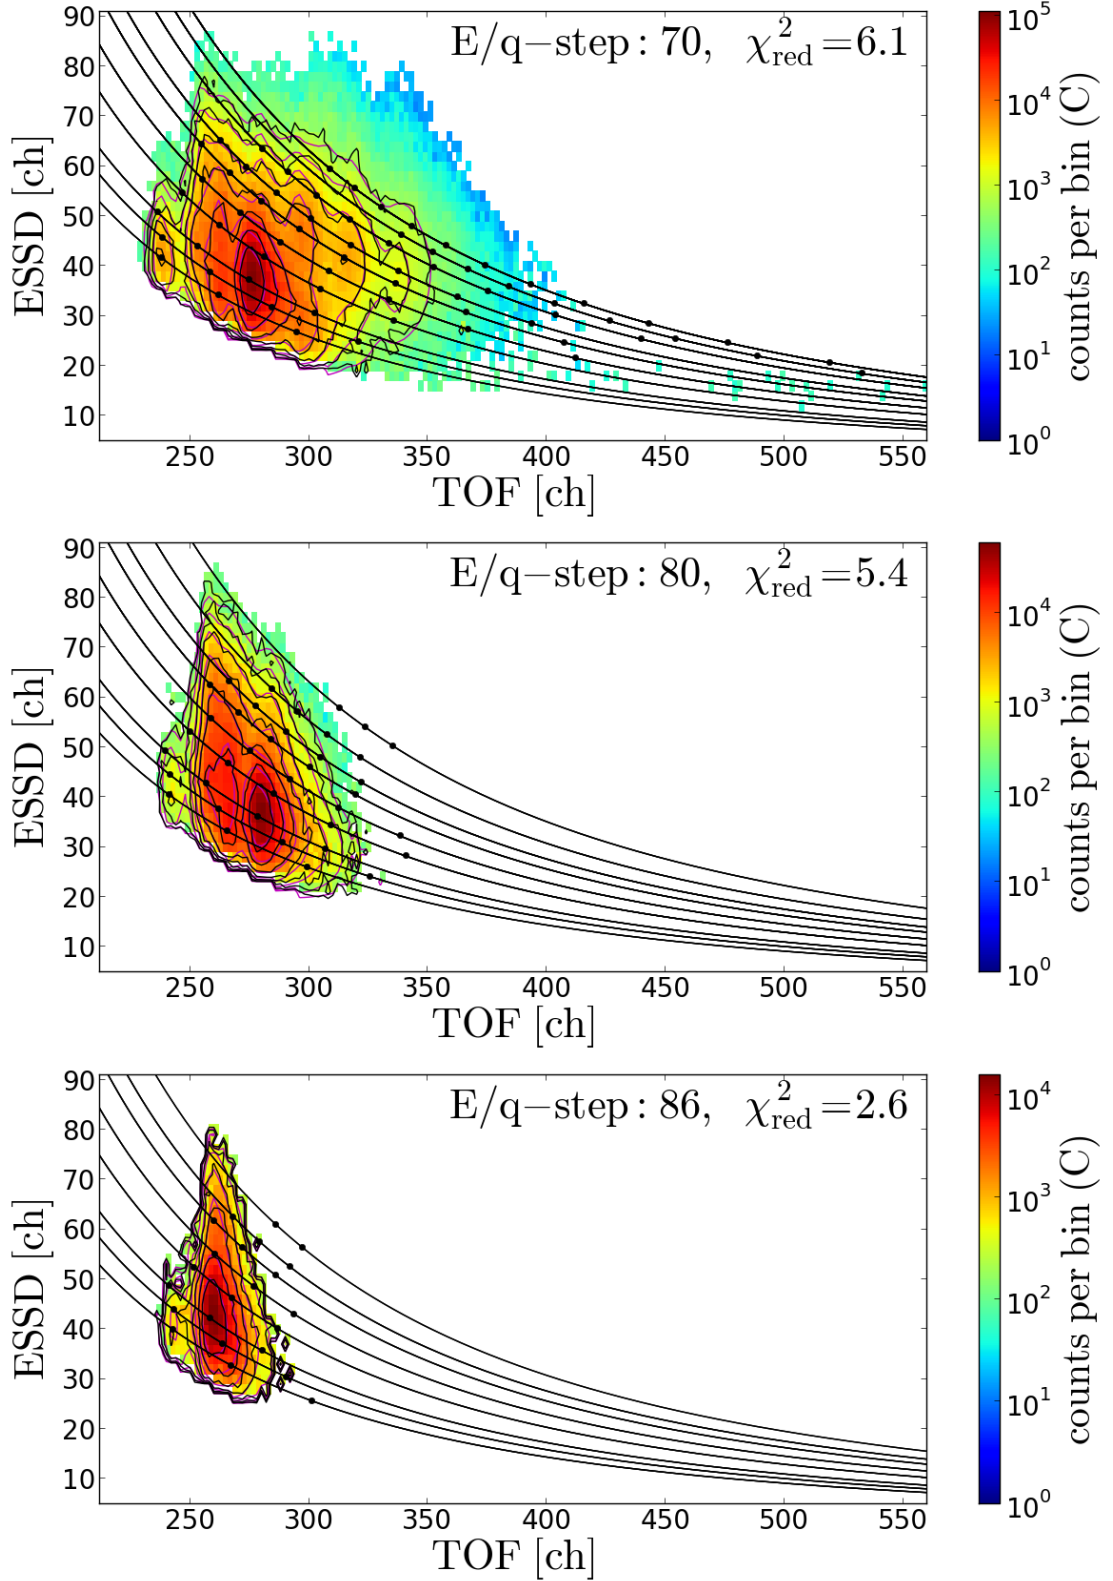 E/q−step: 70, χ²red=6.1
90
80
70
60
50
40
30
20
10
ESSD [ch]
250 300 350 400 450 500 550
TOF [ch]
10⁵
10⁴
10³
10²
10¹
10⁰
counts per bin (C)
E/q−step: 80, χ²red=5.4
90
80
70
60
50
40
30
20
10
ESSD [ch]
250 300 350 400 450 500 550
TOF [ch]
10⁴
10³
10²
10¹
10⁰
counts per bin (C)
E/q−step: 86, χ²red=2.6
90
80
70
60
50
40
30
20
10
ESSD [ch]
250 300 350 400 450 500 550
TOF [ch]
10⁴
10³
10²
10¹
10⁰
counts per bin (C)